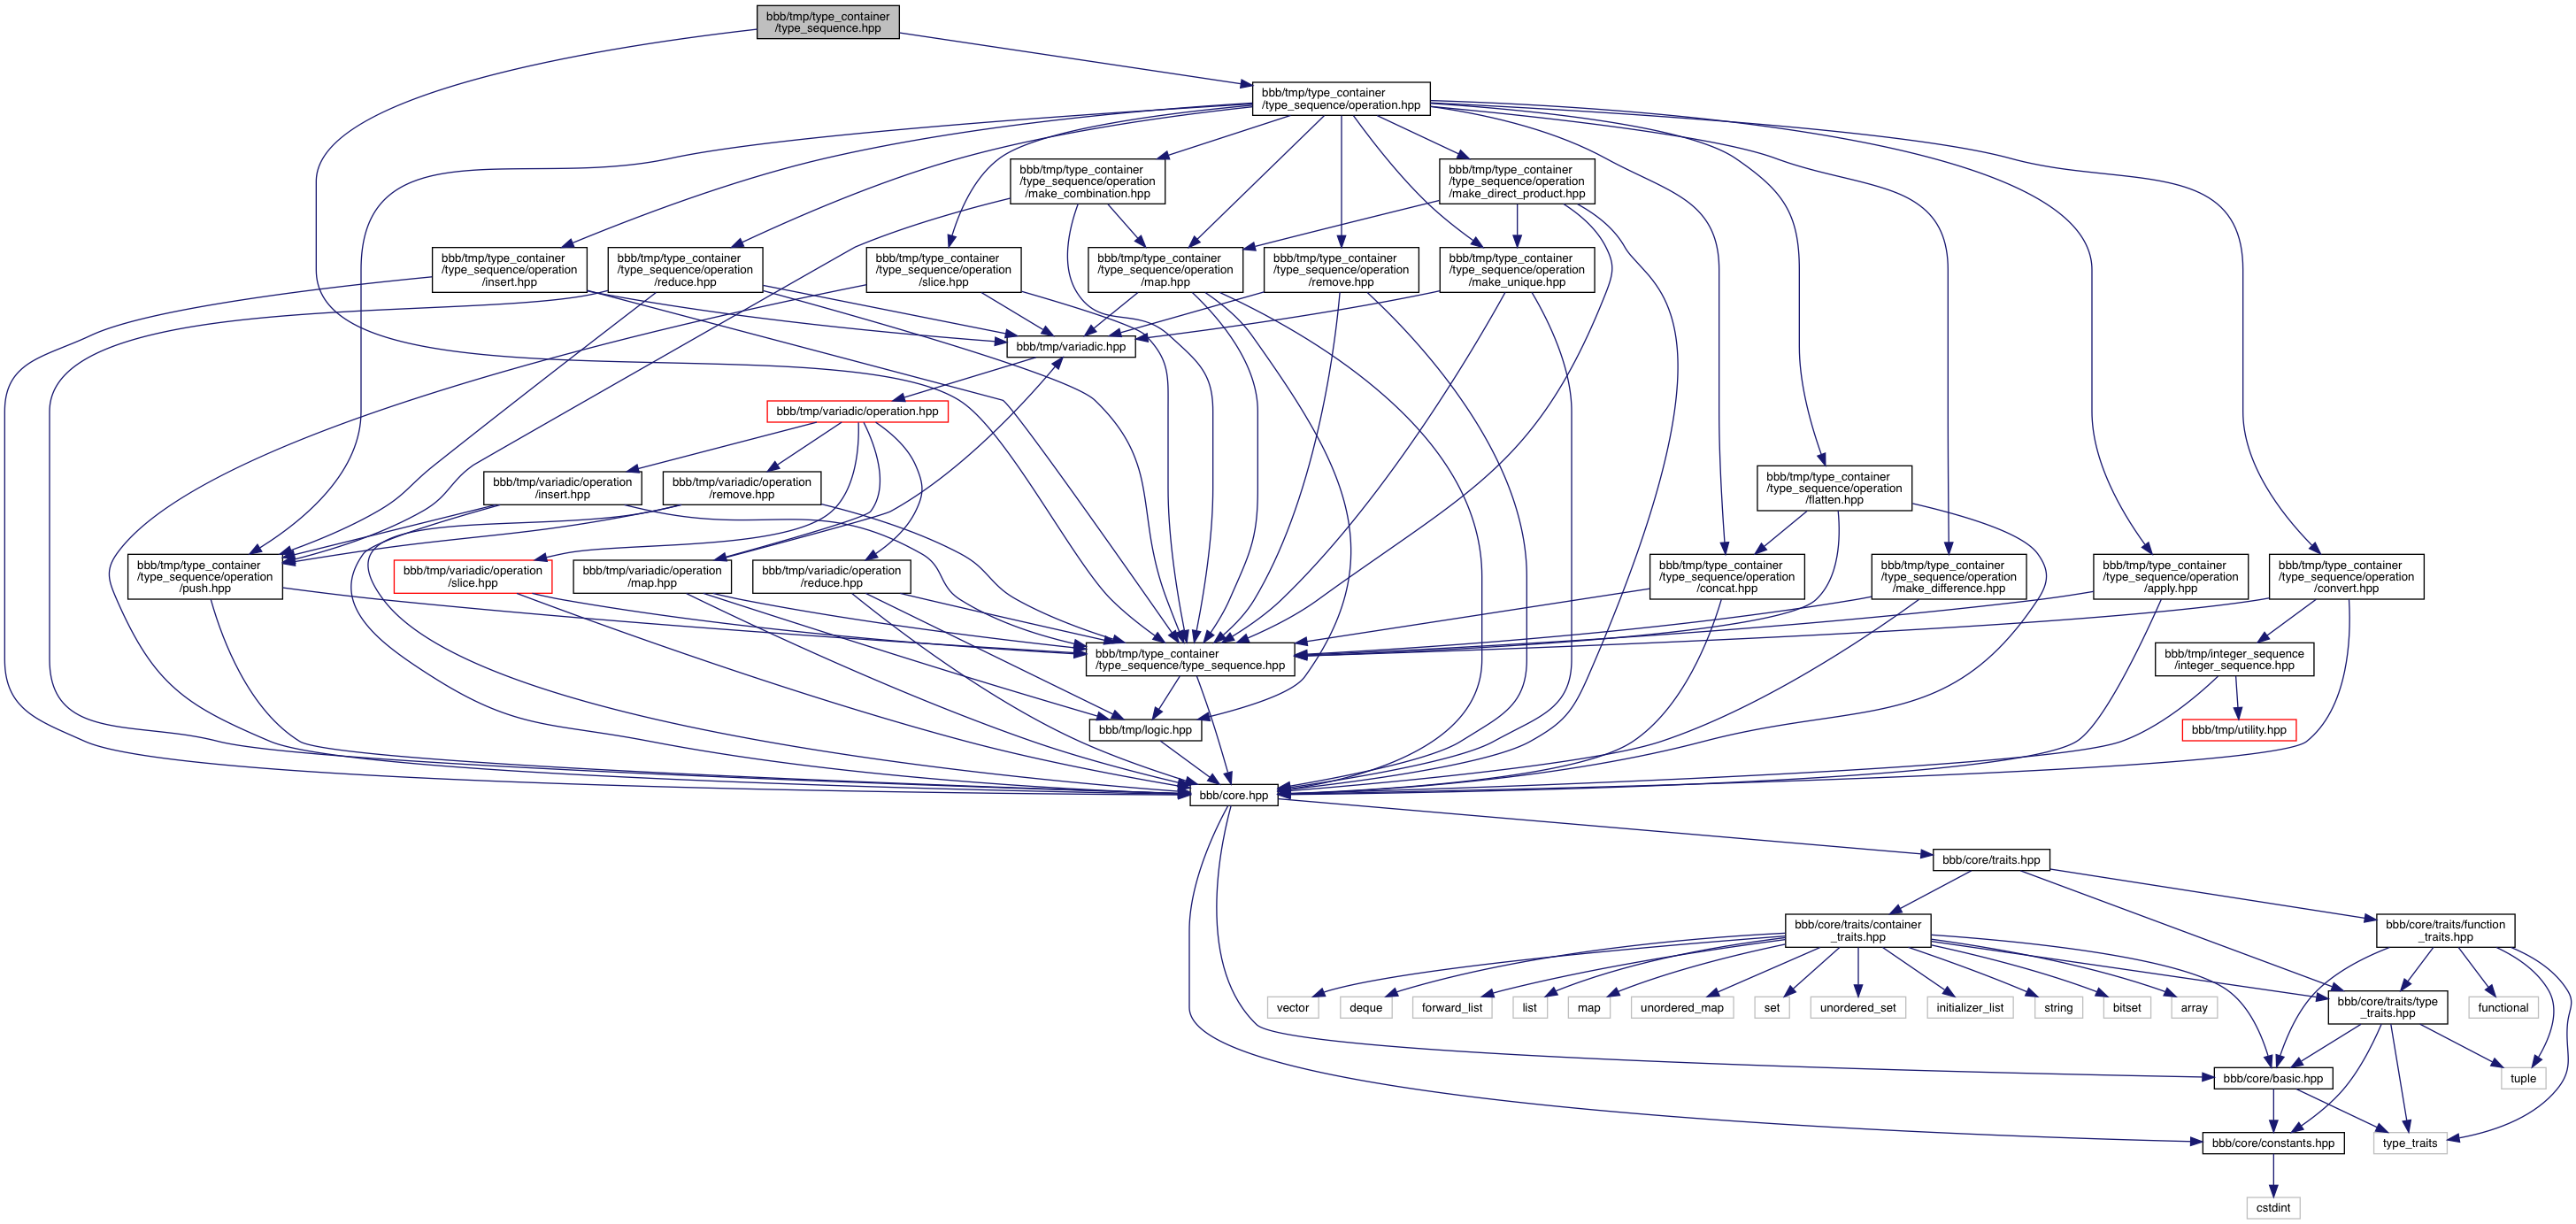 bbb/tmp/type_container
/type_sequence.hpp
bbb/tmp/type_container
/type_sequence/operation.hpp
bbb/tmp/type_container
/type_sequence/operation
/make_combination.hpp
bbb/tmp/type_container
/type_sequence/operation
/make_direct_product.hpp
bbb/tmp/type_container
/type_sequence/operation
/insert.hpp
bbb/tmp/type_container
/type_sequence/operation
/reduce.hpp
bbb/tmp/type_container
/type_sequence/operation
/slice.hpp
bbb/tmp/type_container
/type_sequence/operation
/map.hpp
bbb/tmp/type_container
/type_sequence/operation
/remove.hpp
bbb/tmp/type_container
/type_sequence/operation
/make_unique.hpp
bbb/tmp/variadic.hpp
bbb/tmp/variadic/operation.hpp
bbb/tmp/variadic/operation
/insert.hpp
bbb/tmp/variadic/operation
/remove.hpp
bbb/tmp/type_container
/type_sequence/operation
/flatten.hpp
bbb/tmp/type_container
/type_sequence/operation
/push.hpp
bbb/tmp/variadic/operation
/slice.hpp
bbb/tmp/variadic/operation
/map.hpp
bbb/tmp/variadic/operation
/reduce.hpp
bbb/tmp/type_container
/type_sequence/operation
/concat.hpp
bbb/tmp/type_container
/type_sequence/operation
/make_difference.hpp
bbb/tmp/type_container
/type_sequence/operation
/apply.hpp
bbb/tmp/type_container
/type_sequence/operation
/convert.hpp
bbb/tmp/type_container
/type_sequence/type_sequence.hpp
bbb/tmp/integer_sequence
/integer_sequence.hpp
bbb/tmp/logic.hpp
bbb/tmp/utility.hpp
bbb/core.hpp
bbb/core/traits.hpp
bbb/core/traits/container
_traits.hpp
bbb/core/traits/function
_traits.hpp
vector
deque
forward_list
list
map
unordered_map
set
unordered_set
initializer_list
string
bitset
array
bbb/core/traits/type
_traits.hpp
functional
bbb/core/basic.hpp
tuple
bbb/core/constants.hpp
type_traits
cstdint